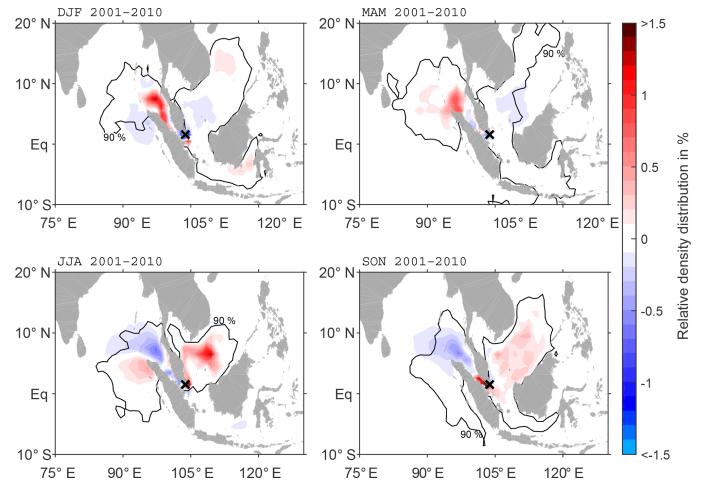 DJF 2001-2010
MAM 2001-2010
20° N
10° N
Eq
10° S
90 %
75° E
90° E
105° E
120° E
20° N
10° N
Eq
10° S
90 %
75° E
90° E
105° E
120° E
JJA 2001-2010
SON 2001-2010
20° N
10° N
Eq
10° S
90 %
75° E
90° E
105° E
120° E
20° N
10° N
Eq
10° S
90 %
75° E
90° E
105° E
120° E
>1.5
1
0.5
0
-0.5
-1
<-1.5
Relative density distribution in %